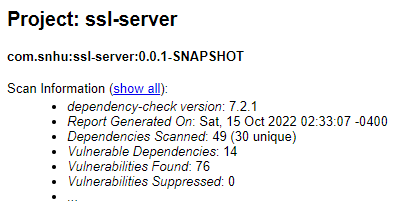 Project: ssl-server
com.snhu:ssl-server:0.0.1-SNAPSHOT
Scan Information (show all):
• dependency-check version: 7.2.1
• Report Generated On: Sat, 15 Oct 2022 02:33:07 -0400
• Dependencies Scanned: 49 (30 unique)
• Vulnerable Dependencies: 14
• Vulnerabilities Found: 76
• Vulnerabilities Suppressed: 0
• ...